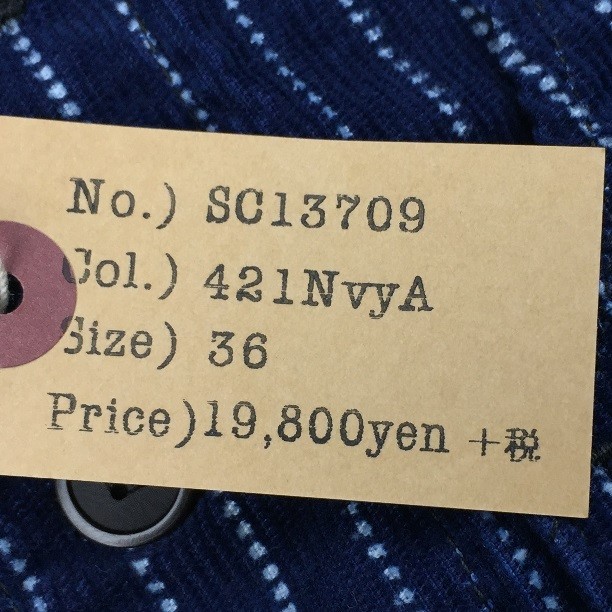 No.) SC13709
Col.) 421NvyA
Size) 36
Price)19,800yen +税